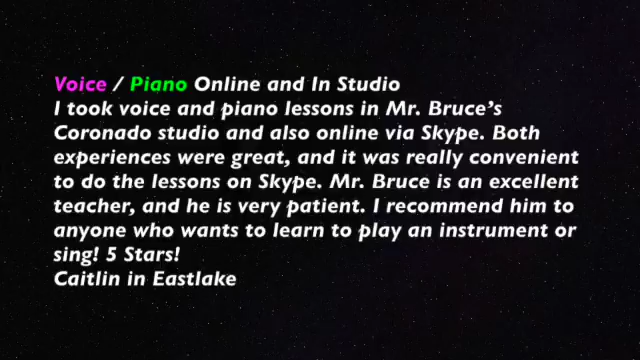 Voice / Piano Online and In Studio
I took voice and piano lessons in Mr. Bruce’s
Coronado studio and also online via Skype. Both
experiences were great, and it was really convenient
to do the lessons on Skype. Mr. Bruce is an excellent
teacher, and he is very patient. I recommend him to
anyone who wants to learn to play an instrument or
sing! 5 Stars!
Caitlin in Eastlake